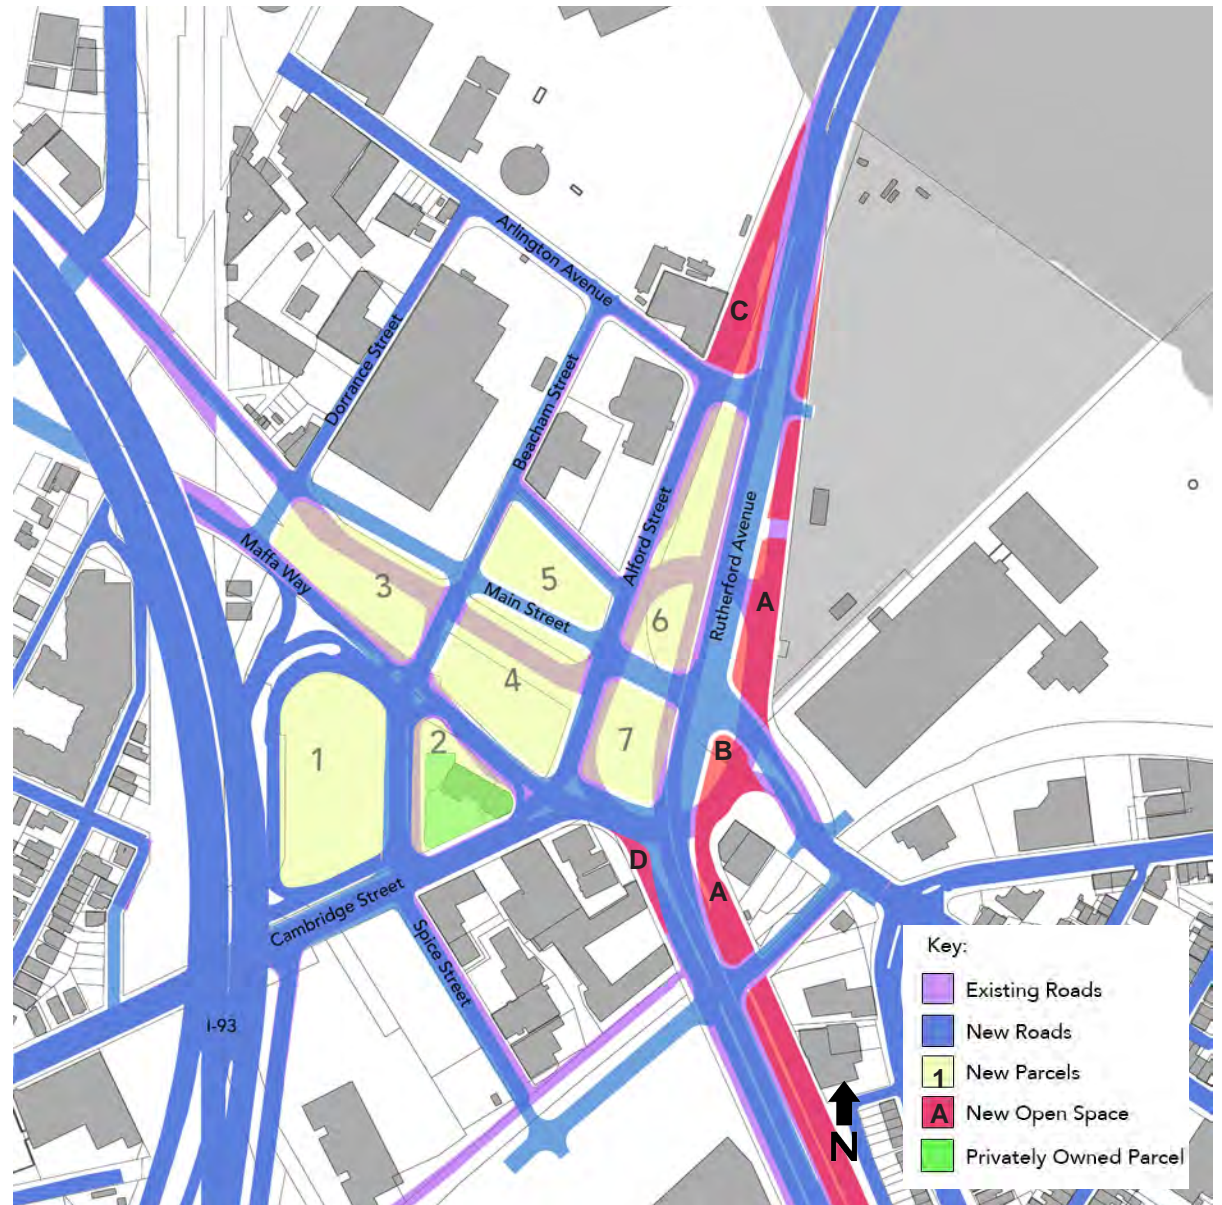 Arlington Avenue
C
Dorrance Street
Beacham Street
Alford Street
Rutherford Avenue
Maffa Way
3
5
Main Street
A
6
4
1
2
7
B
D
A
Cambridge Street
Spice Street
I-93
Key:
Existing Roads
New Roads
1 New Parcels
A New Open Space
Privately Owned Parcel
N